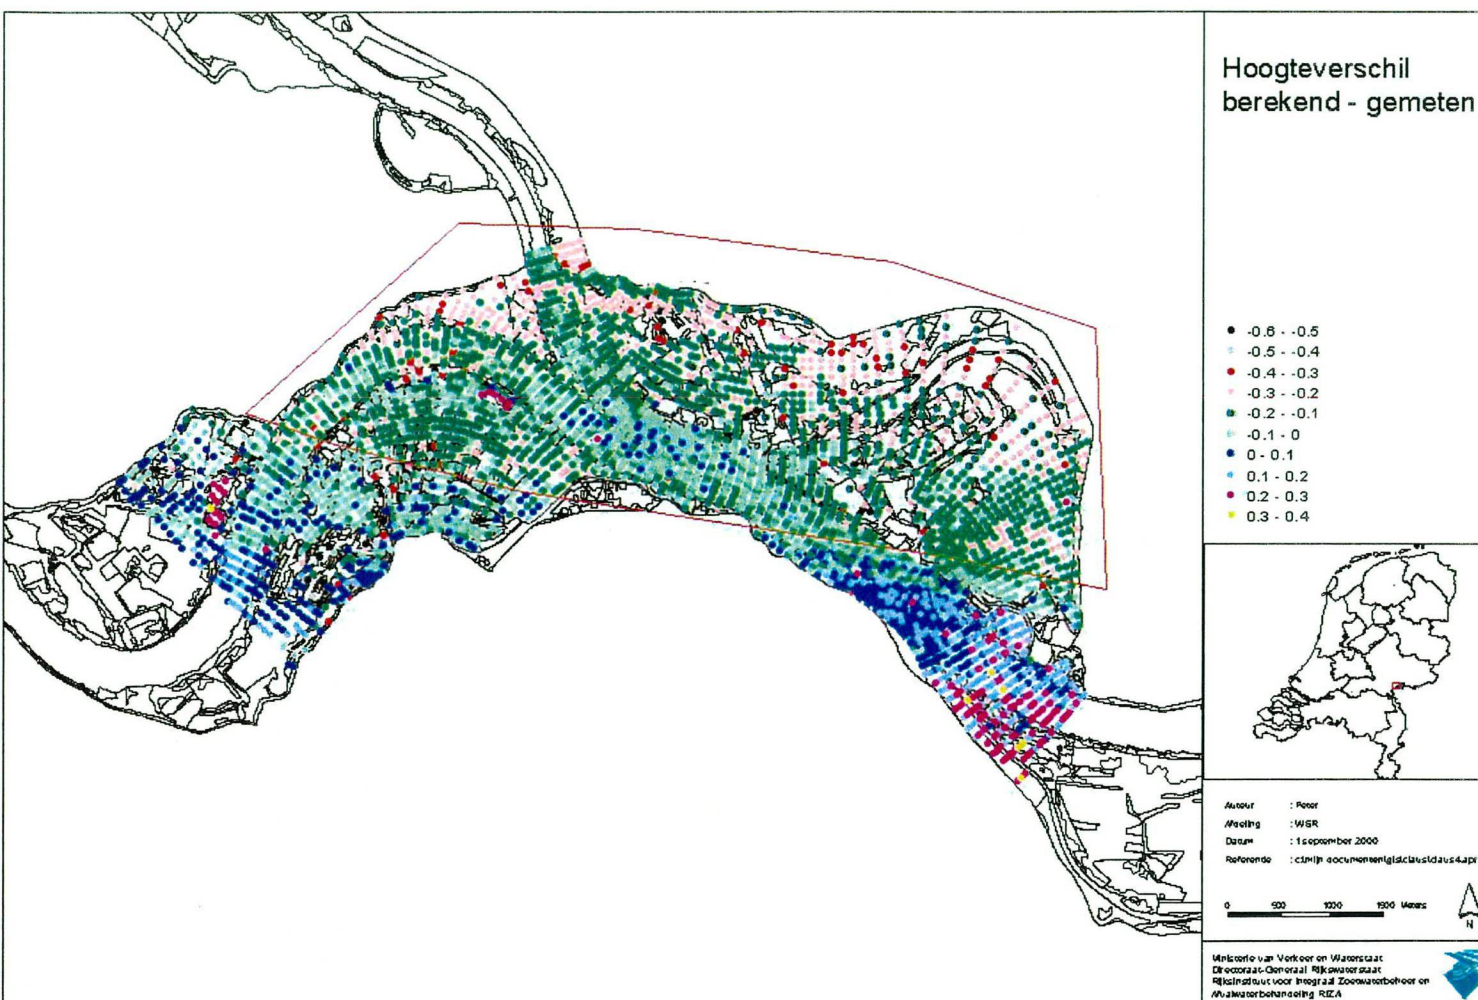 Hoogteverschil
berekend - gemeten
-0.6 - -0.5
-0.5 - -0.4
-0.4 - -0.3
-0.3 - -0.2
-0.2 - -0.1
-0.1 - 0
0 - 0.1
0.1 - 0.2
0.2 - 0.3
0.3 - 0.4
Auteur : Peter
Afdeling : WSR
Datum : 1 september 2000
Referentie
0 500 1000 1500 Meters
N
Ministerie van Verkeer en Waterstaat
Directoraat-Generaal Rijkswaterstaat
Rijksinstituut voor Integraal Zoetwaterbeheer en
Afvalwaterbehandeling RIZA